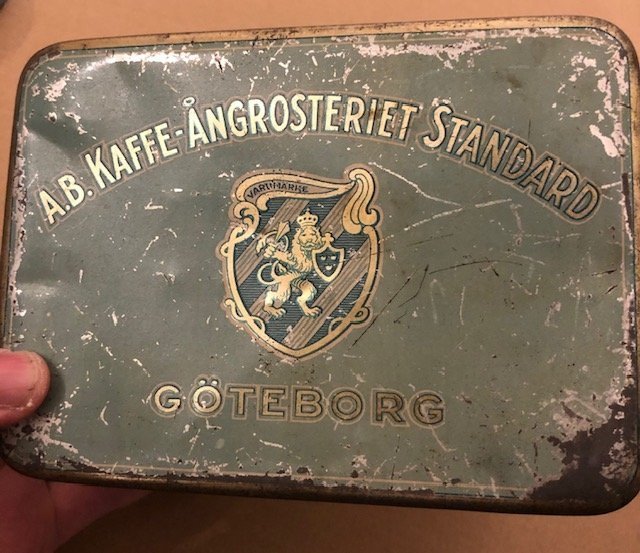 A.B. KAFFE-ÅNGROSTERIET STANDARD
VARUMÄRKE
GÖTEBORG